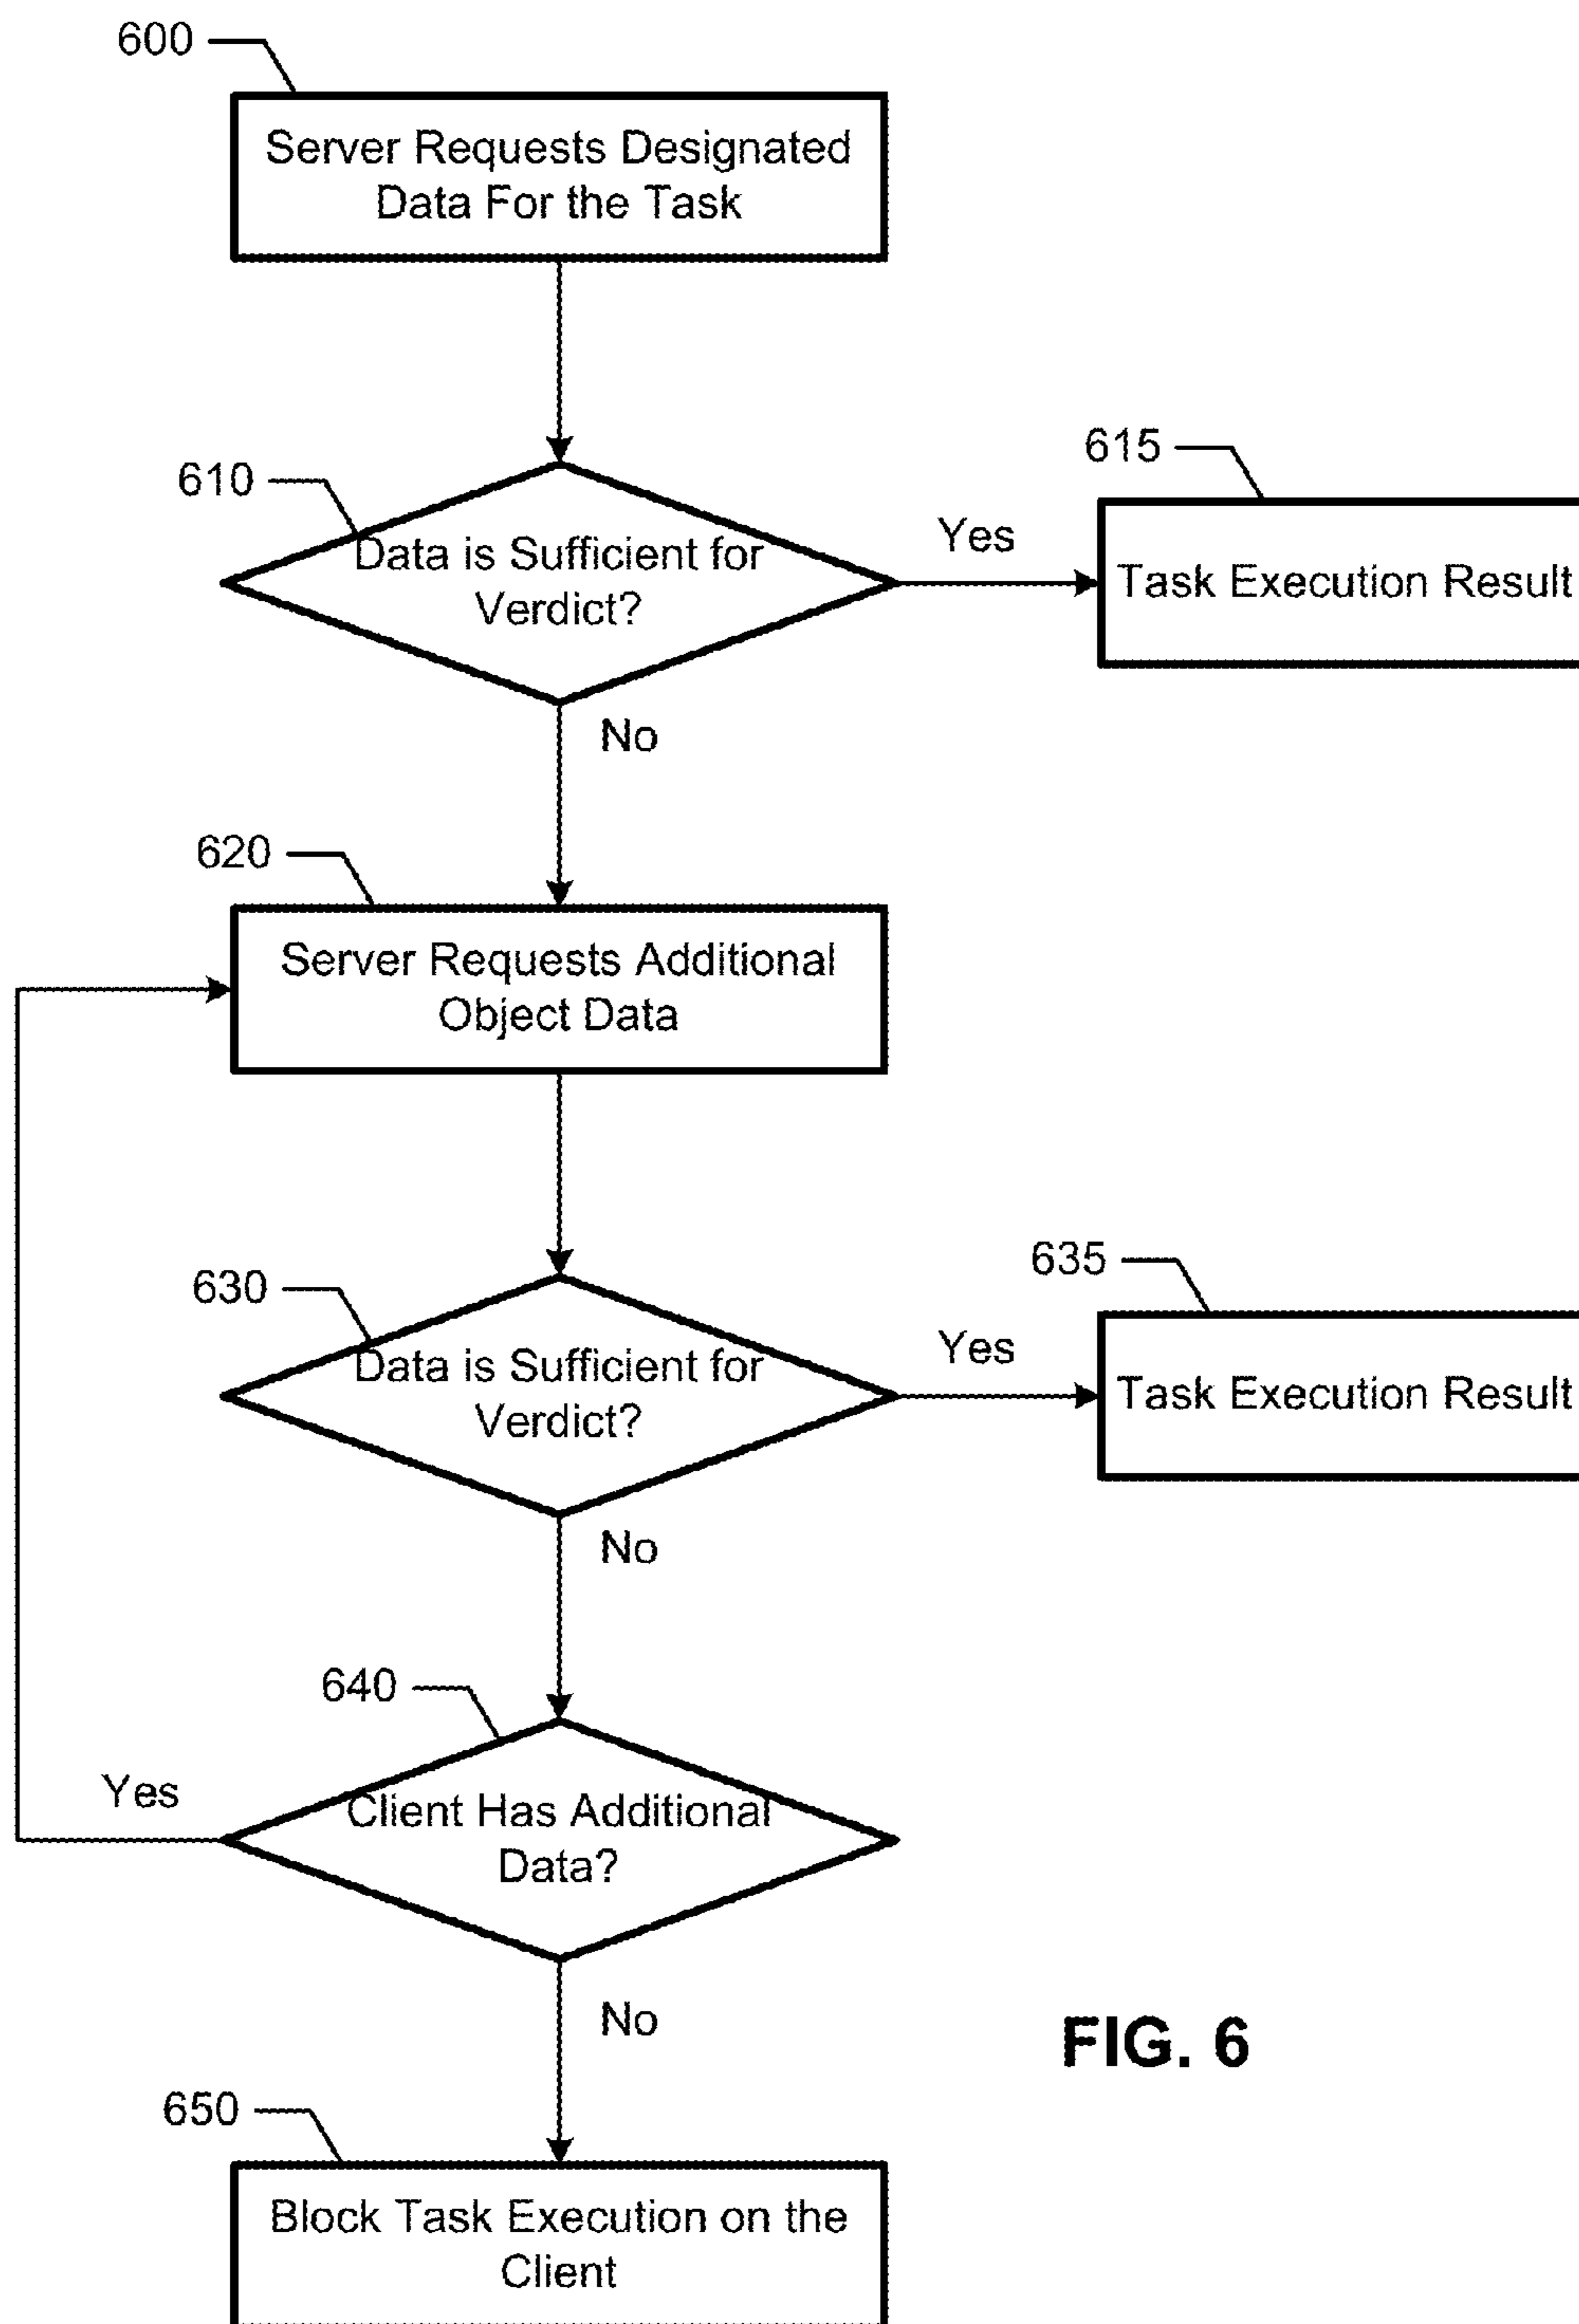 600
Server Requests Designated
Data For the Task
610
Data is Sufficient for
Verdict?
Yes
615
Task Execution Result
No
620
Server Requests Additional
Object Data
630
Data is Sufficient for
Verdict?
Yes
635
Task Execution Result
No
640
Client Has Additional
Data?
Yes
No
FIG. 6
650
Block Task Execution on the
Client